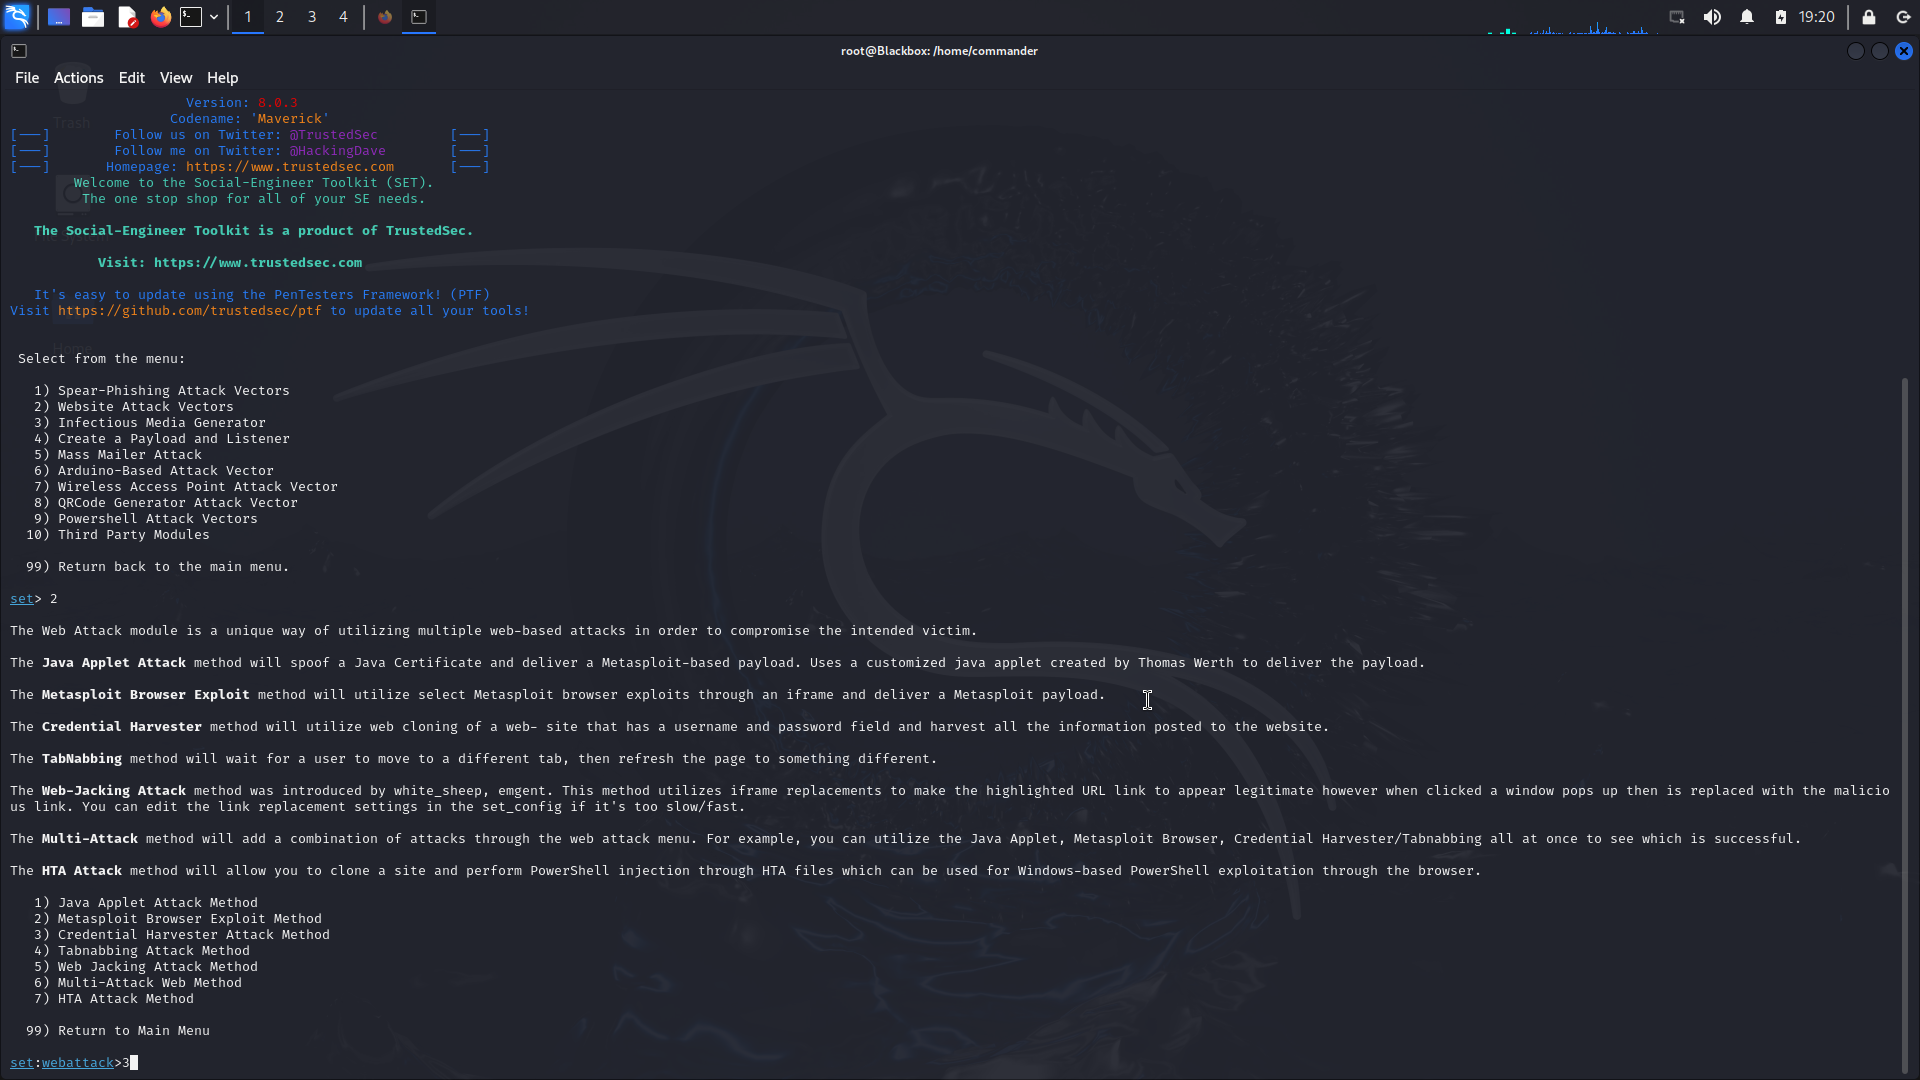 1 2 3 4 19:20
root@Blackbox: /home/commander
File Actions Edit View Help
Version: 8.0.3
Codename: 'Maverick'
[---] Follow us on Twitter: @TrustedSec [---]
[---] Follow me on Twitter: @HackingDave [---]
[---] Homepage: https://www.trustedsec.com [---]
Welcome to the Social-Engineer Toolkit (SET).
The one stop shop for all of your SE needs.
The Social-Engineer Toolkit is a product of TrustedSec.
Visit: https://www.trustedsec.com
It's easy to update using the PenTesters Framework! (PTF)
Visit https://github.com/trustedsec/ptf to update all your tools!
Select from the menu:
1) Spear-Phishing Attack Vectors
2) Website Attack Vectors
3) Infectious Media Generator
4) Create a Payload and Listener
5) Mass Mailer Attack
6) Arduino-Based Attack Vector
7) Wireless Access Point Attack Vector
8) QRCode Generator Attack Vector
9) Powershell Attack Vectors
10) Third Party Modules
99) Return back to the main menu.
set> 2
The Web Attack module is a unique way of utilizing multiple web-based attacks in order to compromise the intended victim.
The Java Applet Attack method will spoof a Java Certificate and deliver a Metasploit-based payload. Uses a customized java applet created by Thomas Werth to deliver the payload.
The Metasploit Browser Exploit method will utilize select Metasploit browser exploits through an iframe and deliver a Metasploit payload.
The Credential Harvester method will utilize web cloning of a web- site that has a username and password field and harvest all the information posted to the website.
The TabNabbing method will wait for a user to move to a different tab, then refresh the page to something different.
The Web-Jacking Attack method was introduced by white_sheep, emgent. This method utilizes iframe replacements to make the highlighted URL link to appear legitimate however when clicked a window pops up then is replaced with the malicio
us link. You can edit the link replacement settings in the set_config if it's too slow/fast.
The Multi-Attack method will add a combination of attacks through the web attack menu. For example, you can utilize the Java Applet, Metasploit Browser, Credential Harvester/Tabnabbing all at once to see which is successful.
The HTA Attack method will allow you to clone a site and perform PowerShell injection through HTA files which can be used for Windows-based PowerShell exploitation through the browser.
1) Java Applet Attack Method
2) Metasploit Browser Exploit Method
3) Credential Harvester Attack Method
4) Tabnabbing Attack Method
5) Web Jacking Attack Method
6) Multi-Attack Web Method
7) HTA Attack Method
99) Return to Main Menu
set:webattack>3